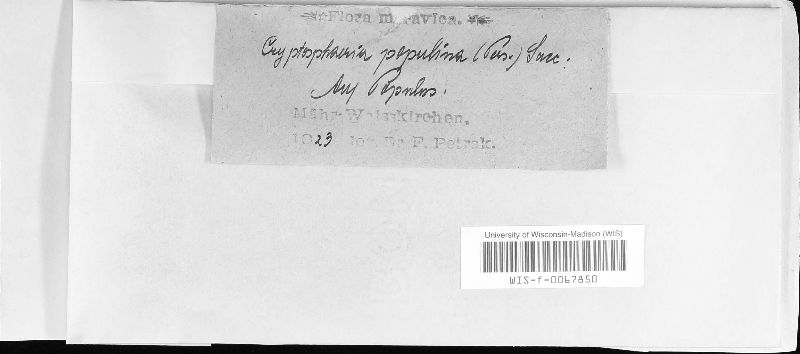 Flora moravica.
Cryptosphaeria populina (Pers.) Sacc.
Auf Populus.
Mähr. Weisskirchen.
1923 leg. Dr. F. Petrak.
University of Wisconsin-Madison (WIS)
WIS-f-0067850